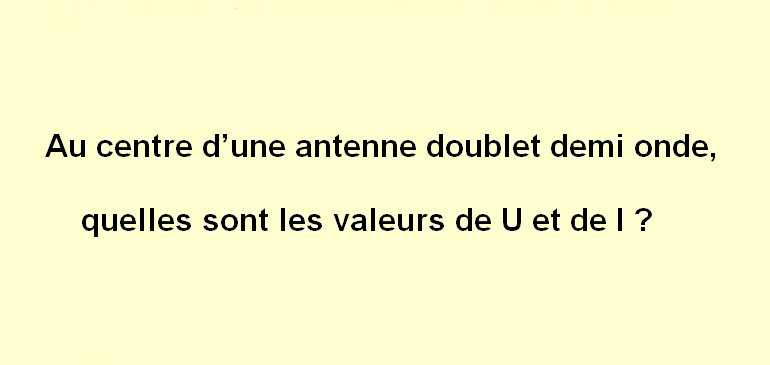 Au centre d’une antenne doublet demi onde,
quelles sont les valeurs de U et de I ?